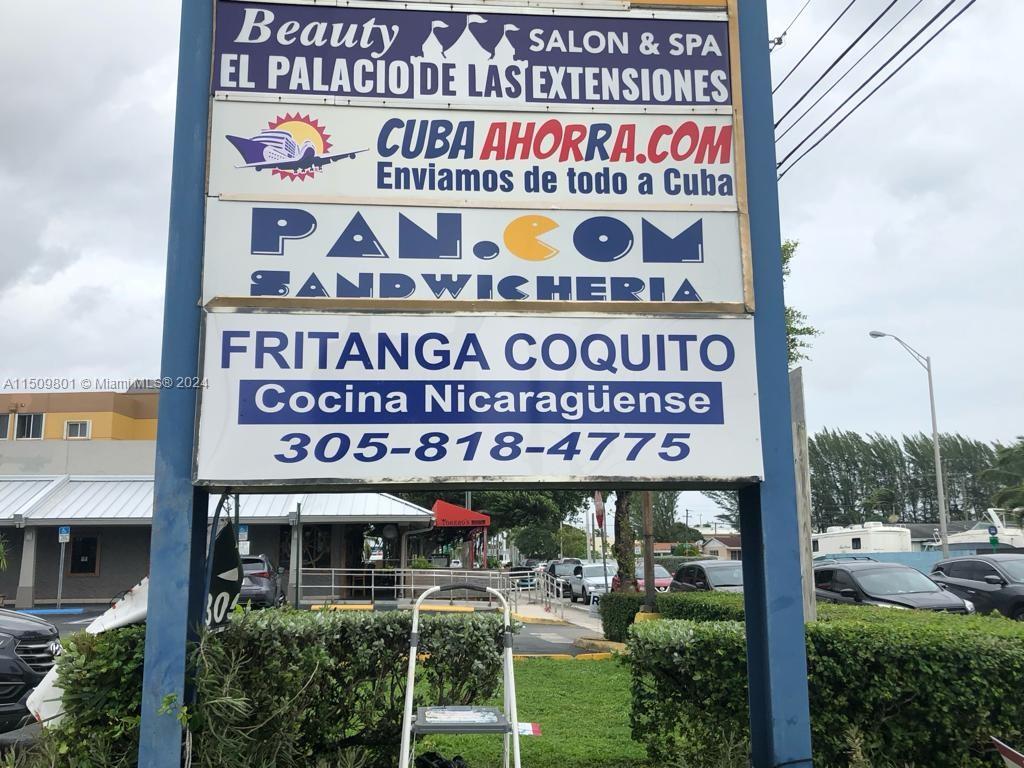 Beauty SALON & SPA
EL PALACIO DE LAS EXTENSIONES
CUBA AHORRA.COM
Enviamos de todo a Cuba
PAN.COM
SANDWICHERIA
FRITANGA COQUITO
Cocina Nicaragüense
305-818-4775
A11509801 © Miami MLS® 2024
305